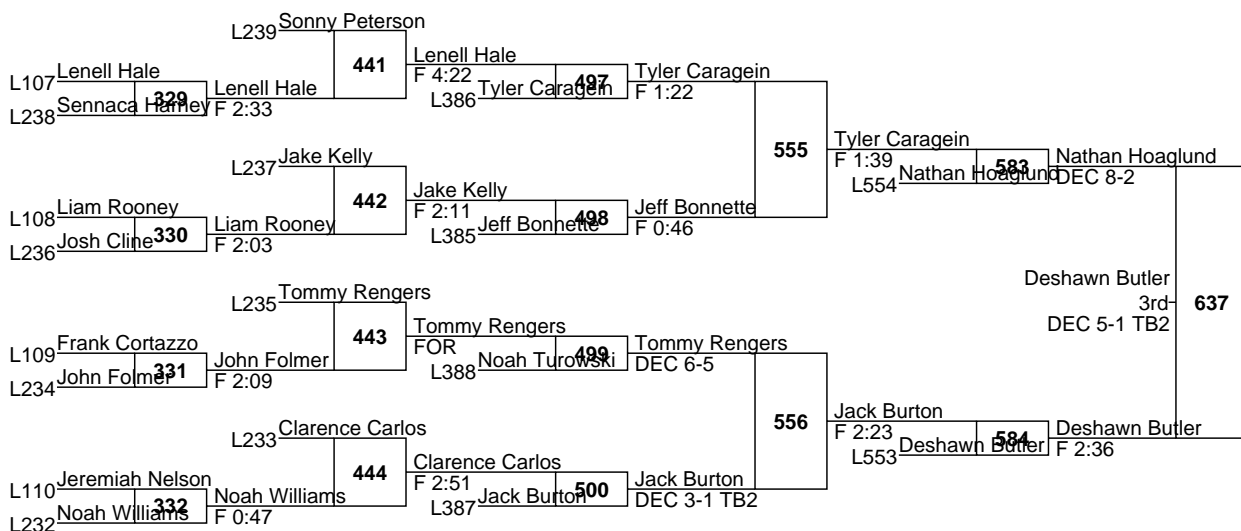 L239 Sonny Peterson
441
L107 Lenell Hale
329
L238 Sennaca Harney
Lenell Hale
F 2:33
Lenell Hale
F 4:22
497
L386 Tyler Caragein
Tyler Caragein
F 1:22
L237 Jake Kelly
442
L108 Liam Rooney
330
L236 Josh Cline
Liam Rooney
F 2:03
Jake Kelly
F 2:11
498
L385 Jeff Bonnette
Jeff Bonnette
F 0:46
555
Tyler Caragein
F 1:39
583
L554 Nathan Hoaglund
Nathan Hoaglund
DEC 8-2
L235 Tommy Rengers
443
L109 Frank Cortazzo
331
L234 John Folmer
John Folmer
F 2:09
Tommy Rengers
FOR
499
L388 Noah Turowski
Tommy Rengers
DEC 6-5
L233 Clarence Carlos
444
L110 Jeremiah Nelson
332
L232 Noah Williams
Noah Williams
F 0:47
Clarence Carlos
F 2:51
500
L387 Jack Burton
Jack Burton
DEC 3-1 TB2
556
Jack Burton
F 2:23
584
L553 Deshawn Butler
Deshawn Butler
F 2:36
Deshawn Butler
3rd
DEC 5-1 TB2
637